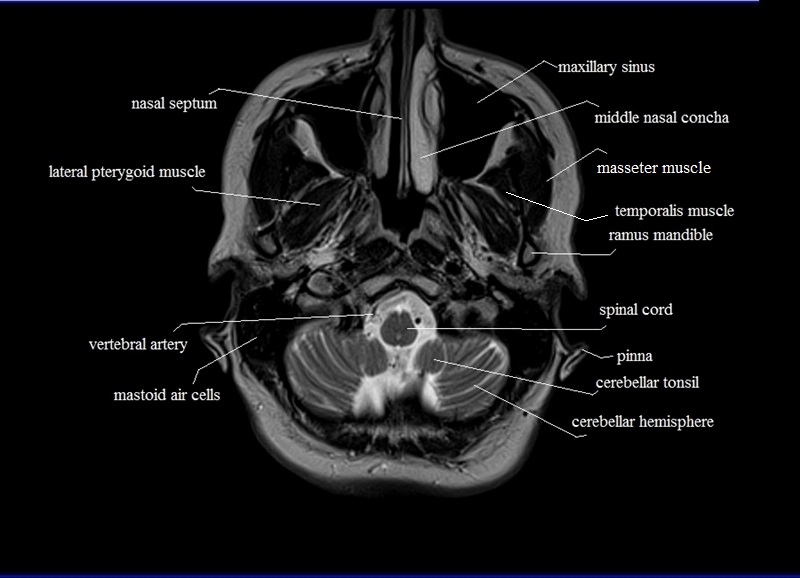 maxillary sinus
nasal septum
middle nasal concha
lateral pterygoid muscle
masseter muscle
temporalis muscle
ramus mandible
spinal cord
vertebral artery
pinna
mastoid air cells
cerebellar tonsil
cerebellar hemisphere